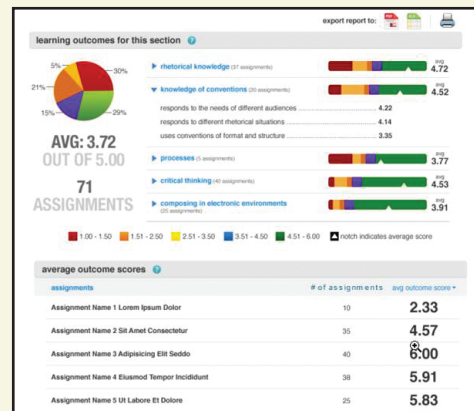 export report to:
learning outcomes for this section
5%
30%
21%
15%
29%
AVG: 3.72
OUT OF 5.00
71
ASSIGNMENTS
rhetorical knowledge (37 assignments)
avg
4.72
knowledge of conventions (20 assignments)
avg
4.52
responds to the needs of different audiences 4.22
responds to different rhetorical situations 4.14
uses conventions of format and structure 3.35
processes (5 assignments)
avg
3.77
critical thinking (40 assignments)
avg
4.53
composing in electronic environments
(25 assignments)
avg
3.91
1.00 - 1.50 1.51 - 2.50 2.51 - 3.50 3.51 - 4.50 4.51 - 6.00 notch indicates average score
average outcome scores
assignments # of assignments avg outcome score
Assignment Name 1 Lorem Ipsum Dolor 10 2.33
Assignment Name 2 Sit Amet Consectetur 35 4.57
Assignment Name 3 Adipisicing Elit Seddo 40 6.00
Assignment Name 4 Eiusmod Tempor Incididunt 38 5.91
Assignment Name 5 Ut Labore Et Dolore 25 5.83